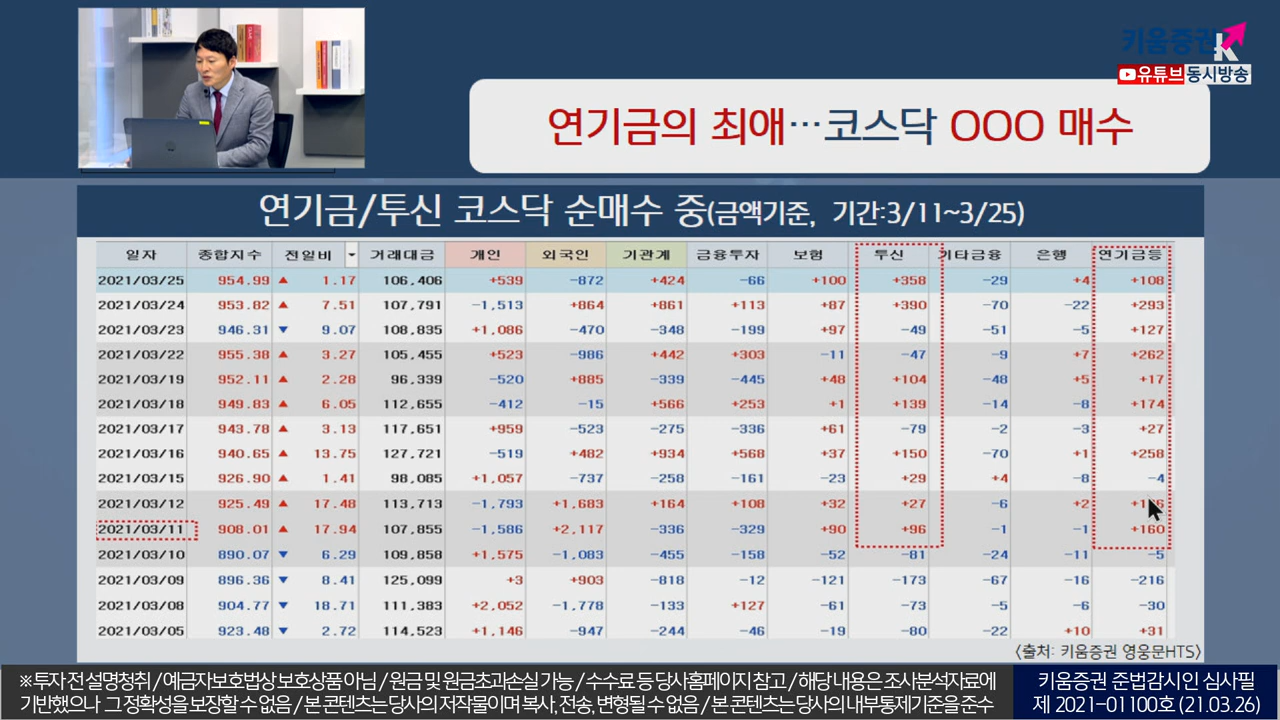 키움증권
유튜브 동시방송
연기금의 최애…코스닥 OOO 매수
연기금/투신 코스닥 순매수 중(금액기준, 기간:3/11~3/25)
일자 종합지수 전일비 거래대금 개인 외국인 기관계 금융투자 보험 투신 기타금융 은행 연기금등
2021/03/25 954.99 ▲ 1.17 106,406 +539 -872 +424 -66 +100 +358 -29 +4 +108
2021/03/24 953.82 ▲ 7.51 107,791 -1,513 +864 +861 +113 +87 +390 -70 -22 +293
2021/03/23 946.31 ▼ 9.07 108,835 +1,086 -470 -348 -199 +97 -49 -51 -5 +127
2021/03/22 955.38 ▲ 3.27 105,455 +523 -986 +442 +303 -11 -47 -9 +7 +262
2021/03/19 952.11 ▲ 2.28 96,339 -520 +885 -339 -445 +48 +104 -48 +5 +17
2021/03/18 949.83 ▲ 6.05 112,655 -412 -15 +566 +253 +1 +139 -14 -8 +174
2021/03/17 943.78 ▲ 3.13 117,651 +959 -523 -275 -336 +61 -79 -2 -3 +27
2021/03/16 940.65 ▲ 13.75 127,721 -519 +482 +934 +568 +37 +150 -70 +1 +258
2021/03/15 926.90 ▲ 1.41 98,085 +1,057 -737 -258 -161 -23 +29 +4 -8 -4
2021/03/12 925.49 ▲ 17.48 113,713 -1,793 +1,683 +164 +108 +32 +27 -6 +2
2021/03/11 908.01 ▲ 17.94 107,855 -1,586 +2,117 -336 -329 +90 +96 -1 -1 +160
2021/03/10 890.07 ▼ 6.29 109,858 +1,575 -1,083 -455 -158 -52 -81 -24 -11 -5
2021/03/09 896.36 ▼ 8.41 125,099 +3 +903 -818 -12 -121 -173 -67 -16 -216
2021/03/08 904.77 ▼ 18.71 111,383 +2,052 -1,778 -133 +127 -61 -73 -5 -6 -30
2021/03/05 923.48 ▼ 2.72 114,523 +1,146 -947 -244 -46 -19 -80 -22 +10 +31
〈출처: 키움증권 영웅문HTS〉
※ 투자 전 설명청취 / 예금자보호법상 보호상품 아님 / 원금 및 원금초과손실 가능 / 수수료 등 당사홈페이지 참고 / 해당 내용은 조사분석자료에
기반했으나 그 정확성을 보장할 수 없음 / 본 콘텐츠는 당사의 저작물이며 복사, 전송, 변형될 수 없음 / 본 콘텐츠는 당사의 내부통제기준을 준수
키움증권 준법감시인 심사필
제 2021-01100호 (21.03.26)